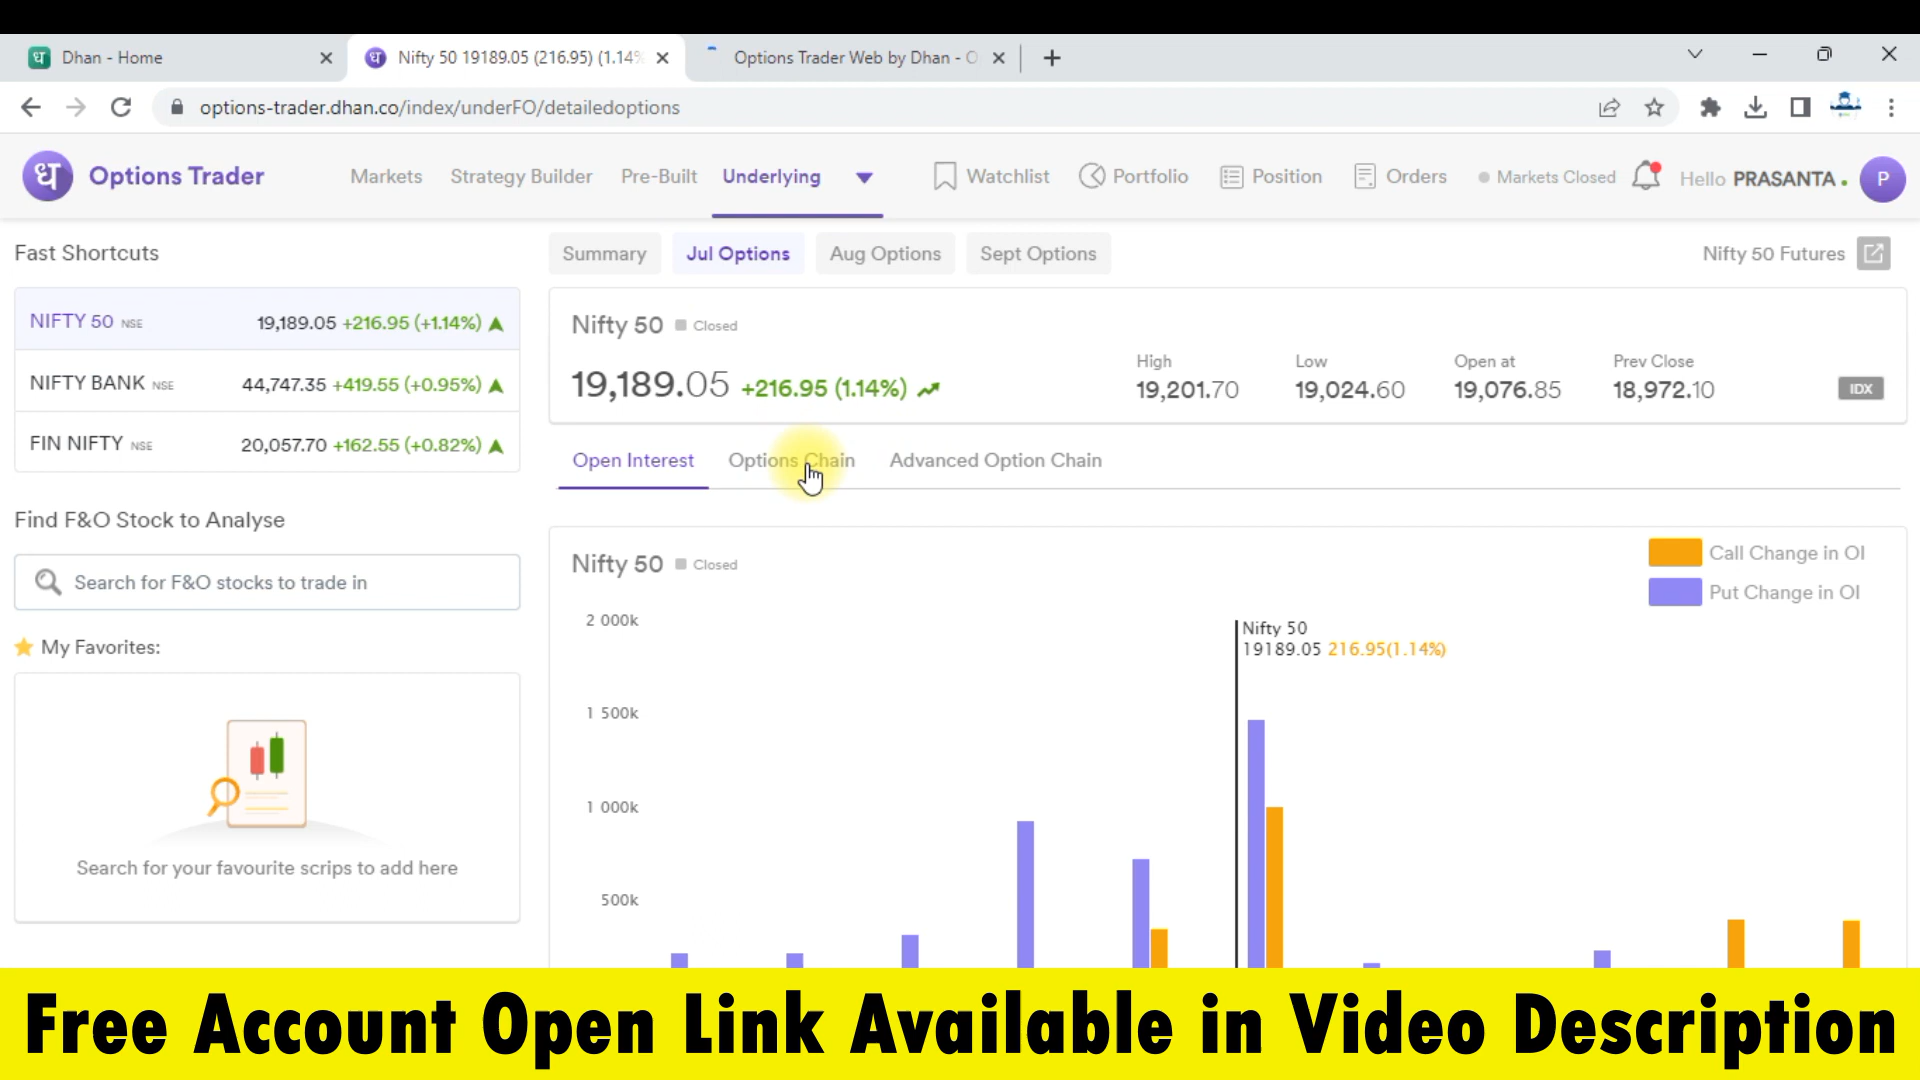 Dhan - Home
Nifty 50 19189.05 (216.95) (1.14%
Options Trader Web by Dhan - O
options-trader.dhan.co/index/underFO/detailedoptions
ध
Options Trader
Markets
Strategy Builder
Pre-Built
Underlying
Watchlist
Portfolio
Position
Orders
Markets Closed
Hello PRASANTA.
P
Fast Shortcuts
NIFTY 50 NSE 19,189.05 +216.95 (+1.14%)
NIFTY BANK NSE 44,747.35 +419.55 (+0.95%)
FIN NIFTY NSE 20,057.70 +162.55 (+0.82%)
Find F&O Stock to Analyse
Search for F&O stocks to trade in
My Favorites:
Search for your favourite scrips to add here
Summary
Jul Options
Aug Options
Sept Options
Nifty 50 Futures
Nifty 50 Closed
19,189.05 +216.95 (1.14%)
High
19,201.70
Low
19,024.60
Open at
19,076.85
Prev Close
18,972.10
IDX
Open Interest
Options Chain
Advanced Option Chain
Nifty 50 Closed
Call Change in OI
Put Change in OI
2 000k
1 500k
1 000k
500k
Nifty 50
19189.05 216.95(1.14%)
Free Account Open Link Available in Video Description